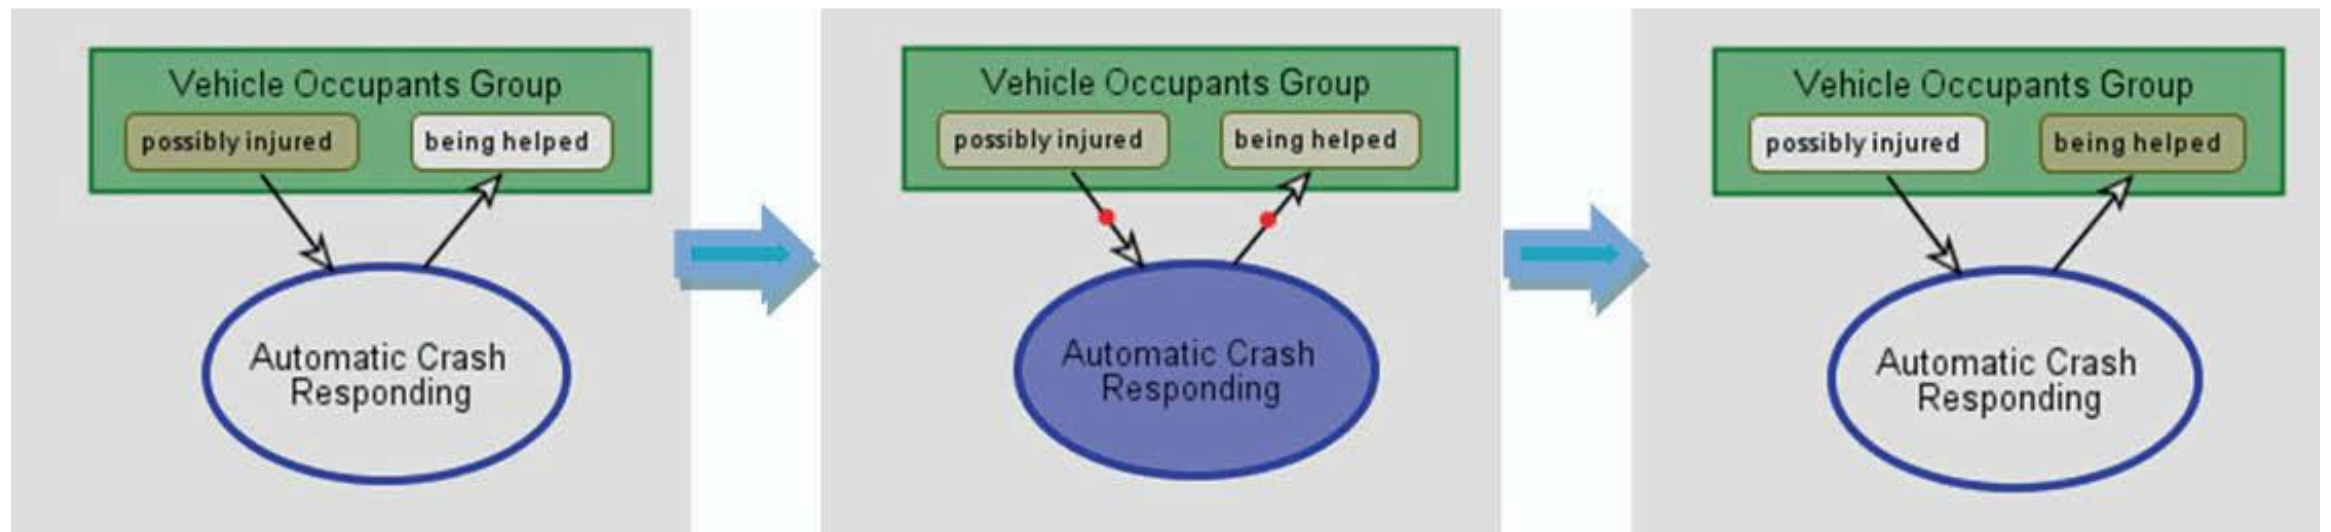 Vehicle Occupants Group
possibly injured
being helped
Automatic Crash
Responding
Vehicle Occupants Group
possibly injured
being helped
Automatic Crash
Responding
Vehicle Occupants Group
possibly injured
being helped
Automatic Crash
Responding